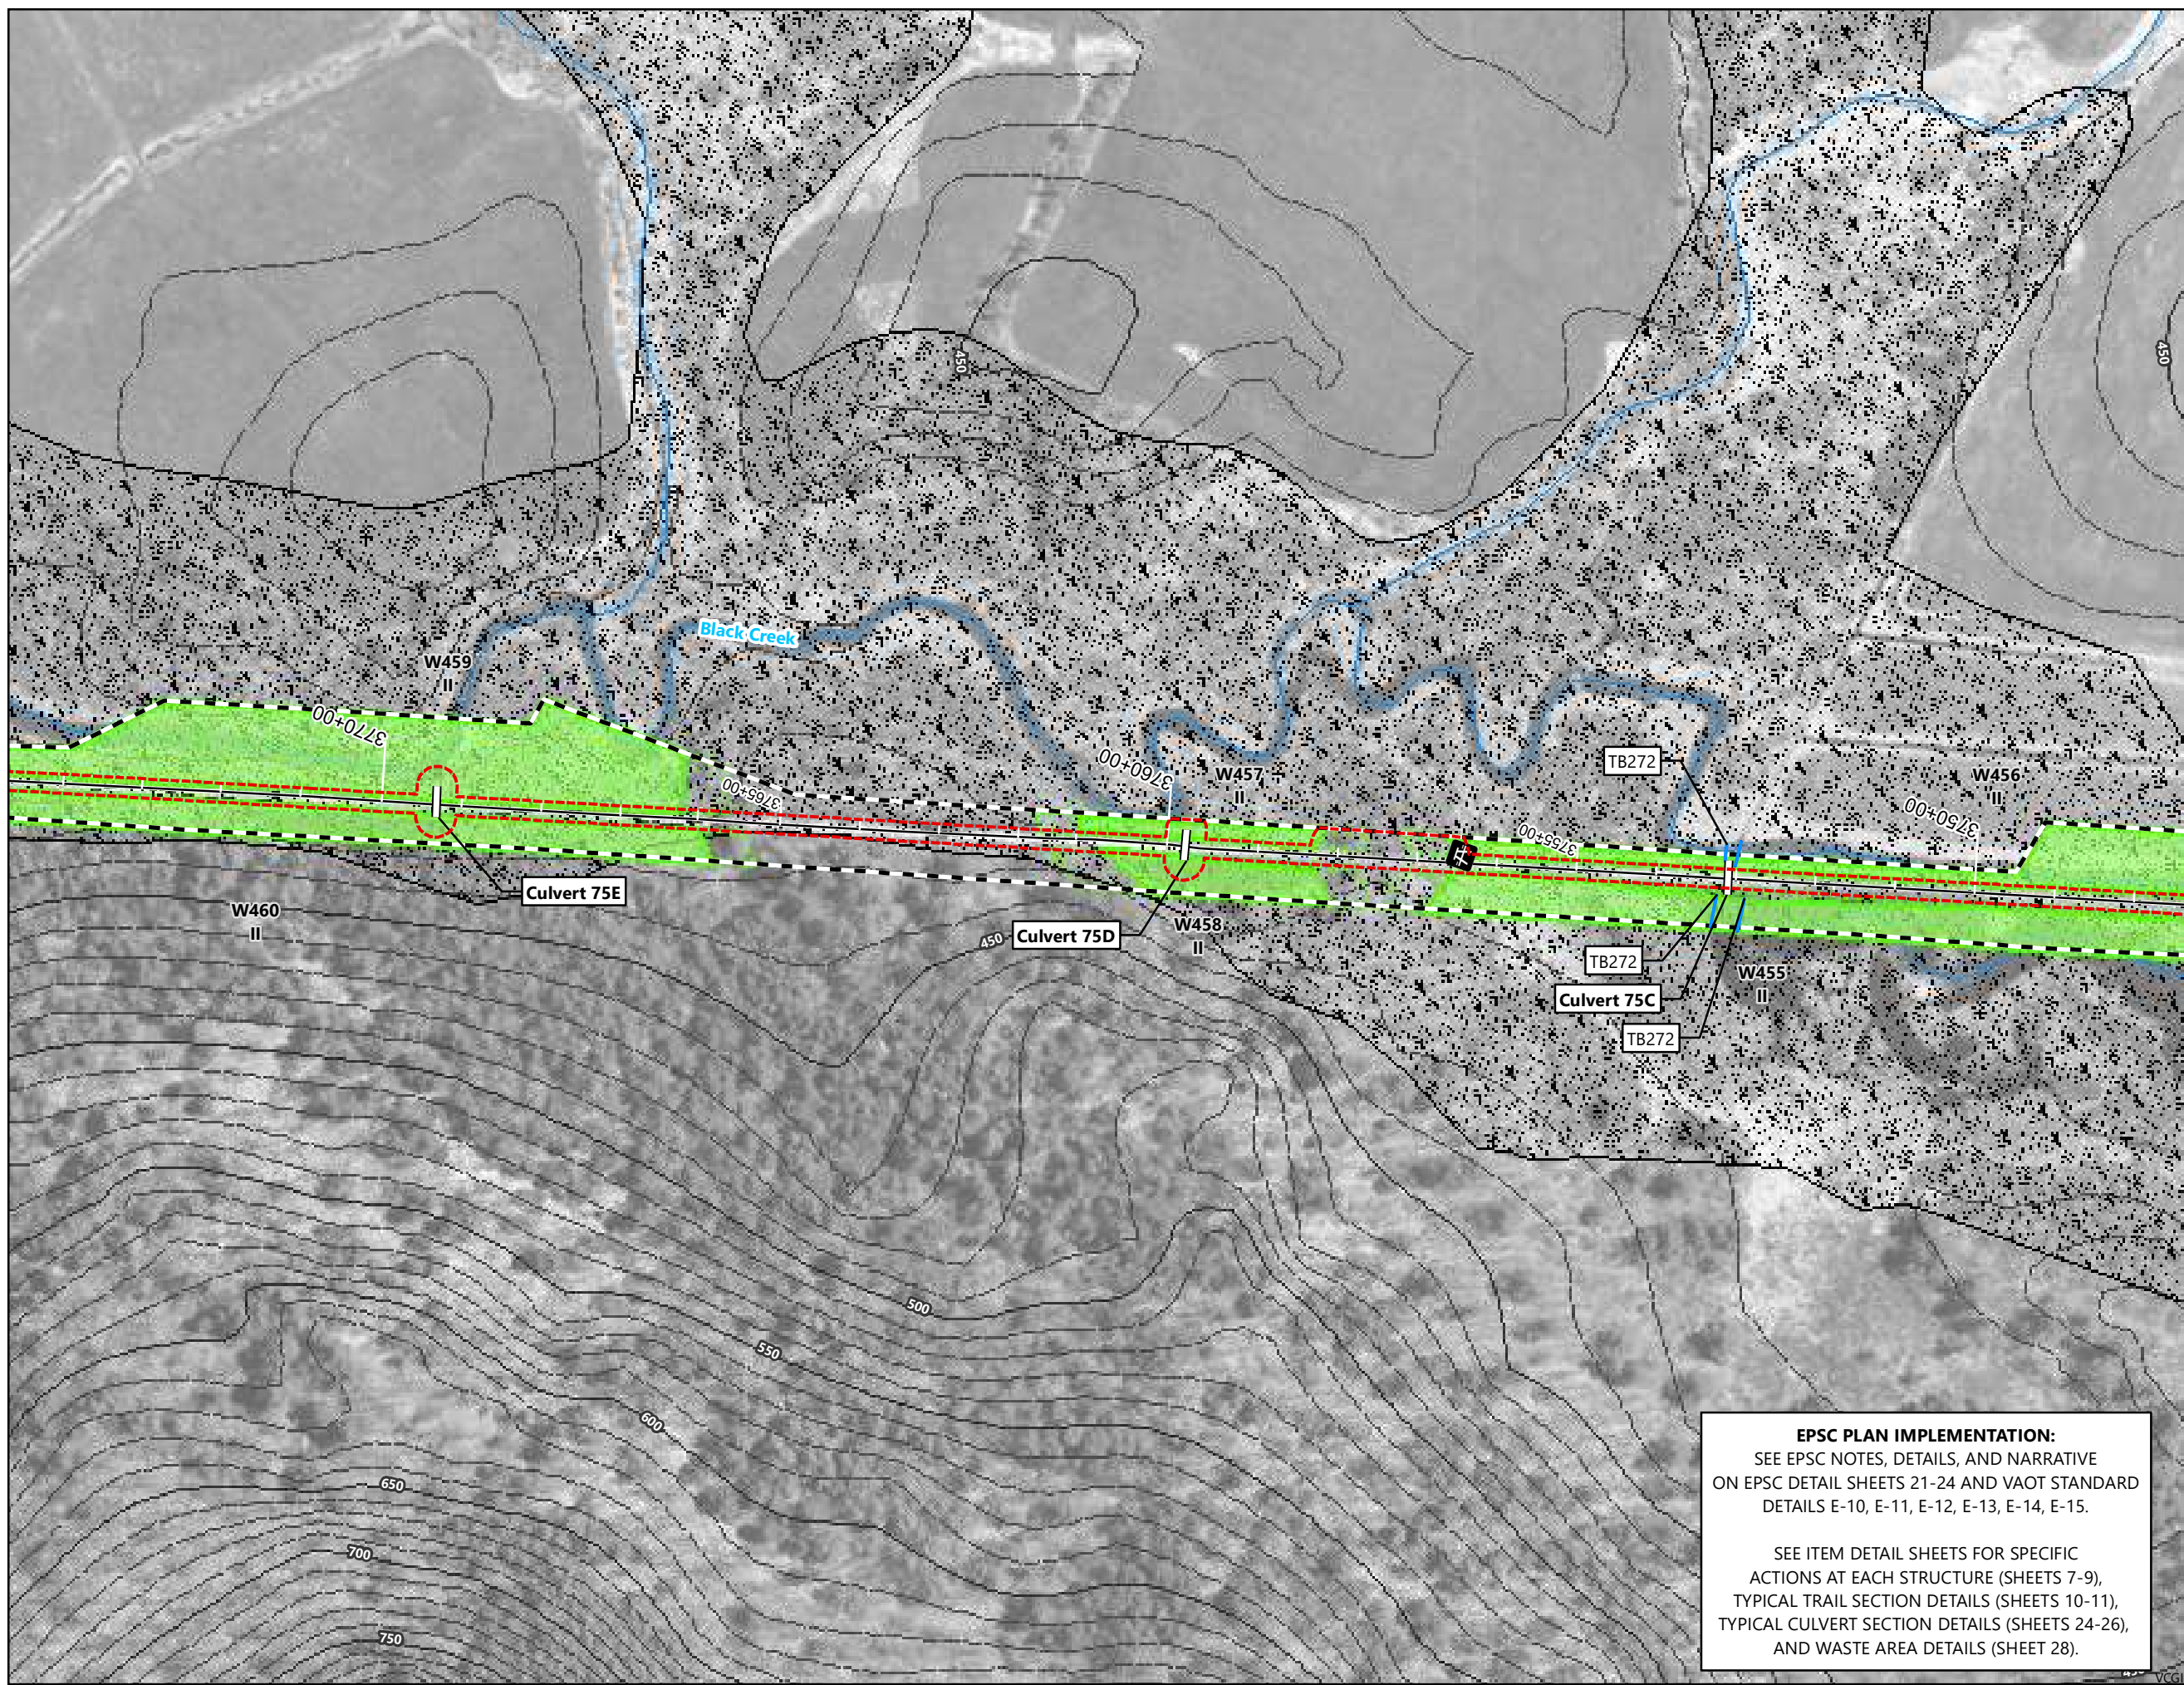 450
450
Black Creek
W459
II
3770+00
3765+00
3760+00
W457
II
TB272
3755+00
W456
II
3750+00
Culvert 75E
W460
II
450
Culvert 75D
W458
II
TB272
W455
II
Culvert 75C
TB272
500
550
600
650
700
750
EPSC PLAN IMPLEMENTATION:
SEE EPSC NOTES, DETAILS, AND NARRATIVE
ON EPSC DETAIL SHEETS 21-24 AND VAOT STANDARD
DETAILS E-10, E-11, E-12, E-13, E-14, E-15.
SEE ITEM DETAIL SHEETS FOR SPECIFIC
ACTIONS AT EACH STRUCTURE (SHEETS 7-9),
TYPICAL TRAIL SECTION DETAILS (SHEETS 10-11),
TYPICAL CULVERT SECTION DETAILS (SHEETS 24-26),
AND WASTE AREA DETAILS (SHEET 28).